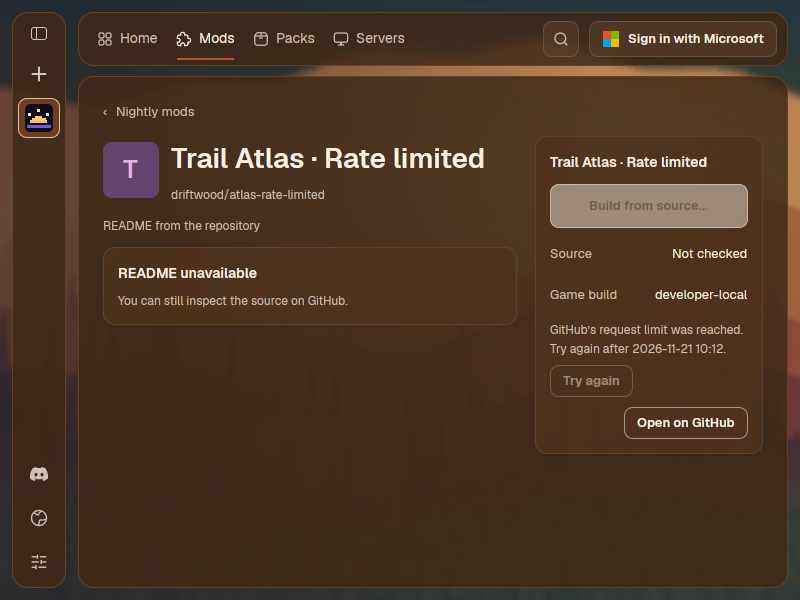 Home
Mods
Packs
Servers
Sign in with Microsoft
‹ Nightly mods
T
Trail Atlas · Rate limited
driftwood/atlas-rate-limited
README from the repository
README unavailable
You can still inspect the source on GitHub.
Trail Atlas · Rate limited
Build from source…
Source Not checked
Game build developer-local
GitHub's request limit was reached.
Try again after 2026-11-21 10:12.
Try again
Open on GitHub